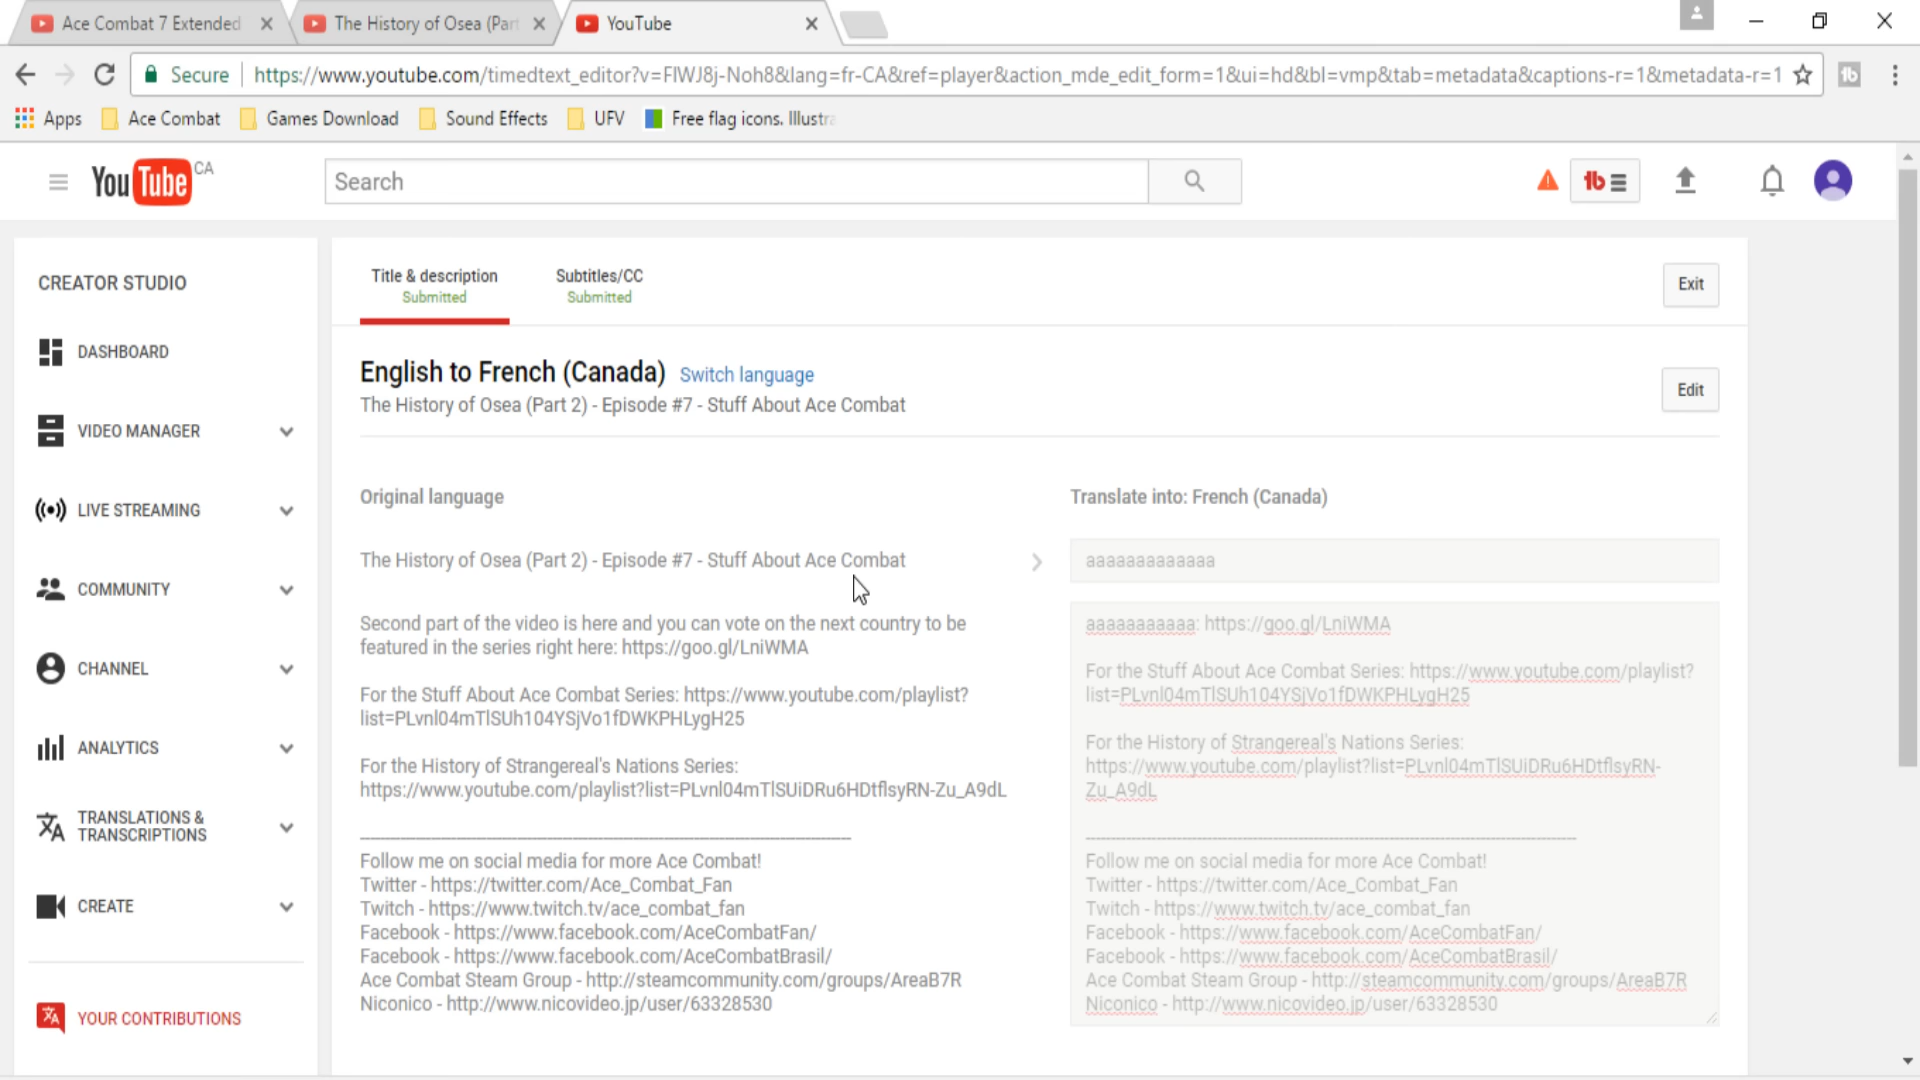 Ace Combat 7 Extended
The History of Osea (Part
YouTube
Secure
https://www.youtube.com/timedtext_editor?v=FlWJ8j-Noh8&lang=fr-CA&ref=player&action_mde_edit_form=1&ui=hd&bl=vmp&tab=metadata&captions-r=1&metadata-r=1
Apps
Ace Combat
Games Download
Sound Effects
UFV
Free flag icons. Illustra
YouTube CA
Search
CREATOR STUDIO
DASHBOARD
VIDEO MANAGER
LIVE STREAMING
COMMUNITY
CHANNEL
ANALYTICS
TRANSLATIONS &
TRANSCRIPTIONS
CREATE
YOUR CONTRIBUTIONS
Title & description
Submitted
Subtitles/CC
Submitted
Exit
English to French (Canada) Switch language
The History of Osea (Part 2) - Episode #7 - Stuff About Ace Combat
Edit
Original language
The History of Osea (Part 2) - Episode #7 - Stuff About Ace Combat
Second part of the video is here and you can vote on the next country to be
featured in the series right here: https://goo.gl/LniWMA
For the Stuff About Ace Combat Series: https://www.youtube.com/playlist?
list=PLvnl04mTlSUh104YSjVo1fDWKPHLygH25
For the History of Strangereal's Nations Series:
https://www.youtube.com/playlist?list=PLvnl04mTlSUiDRu6HDtflsyRN-Zu_A9dL
Follow me on social media for more Ace Combat!
Twitter - https://twitter.com/Ace_Combat_Fan
Twitch - https://www.twitch.tv/ace_combat_fan
Facebook - https://www.facebook.com/AceCombatFan/
Facebook - https://www.facebook.com/AceCombatBrasil/
Ace Combat Steam Group - http://steamcommunity.com/groups/AreaB7R
Niconico - http://www.nicovideo.jp/user/63328530
Translate into: French (Canada)
aaaaaaaaaaaaa
aaaaaaaaaaa: https://goo.gl/LniWMA
For the Stuff About Ace Combat Series: https://www.youtube.com/playlist?
list=PLvnl04mTlSUh104YSjVo1fDWKPHLygH25
For the History of Strangereal's Nations Series:
https://www.youtube.com/playlist?list=PLvnl04mTlSUiDRu6HDtflsyRN-
Zu_A9dL
Follow me on social media for more Ace Combat!
Twitter - https://twitter.com/Ace_Combat_Fan
Twitch - https://www.twitch.tv/ace_combat_fan
Facebook - https://www.facebook.com/AceCombatFan/
Facebook - https://www.facebook.com/AceCombatBrasil/
Ace Combat Steam Group - http://steamcommunity.com/groups/AreaB7R
Niconico - http://www.nicovideo.jp/user/63328530